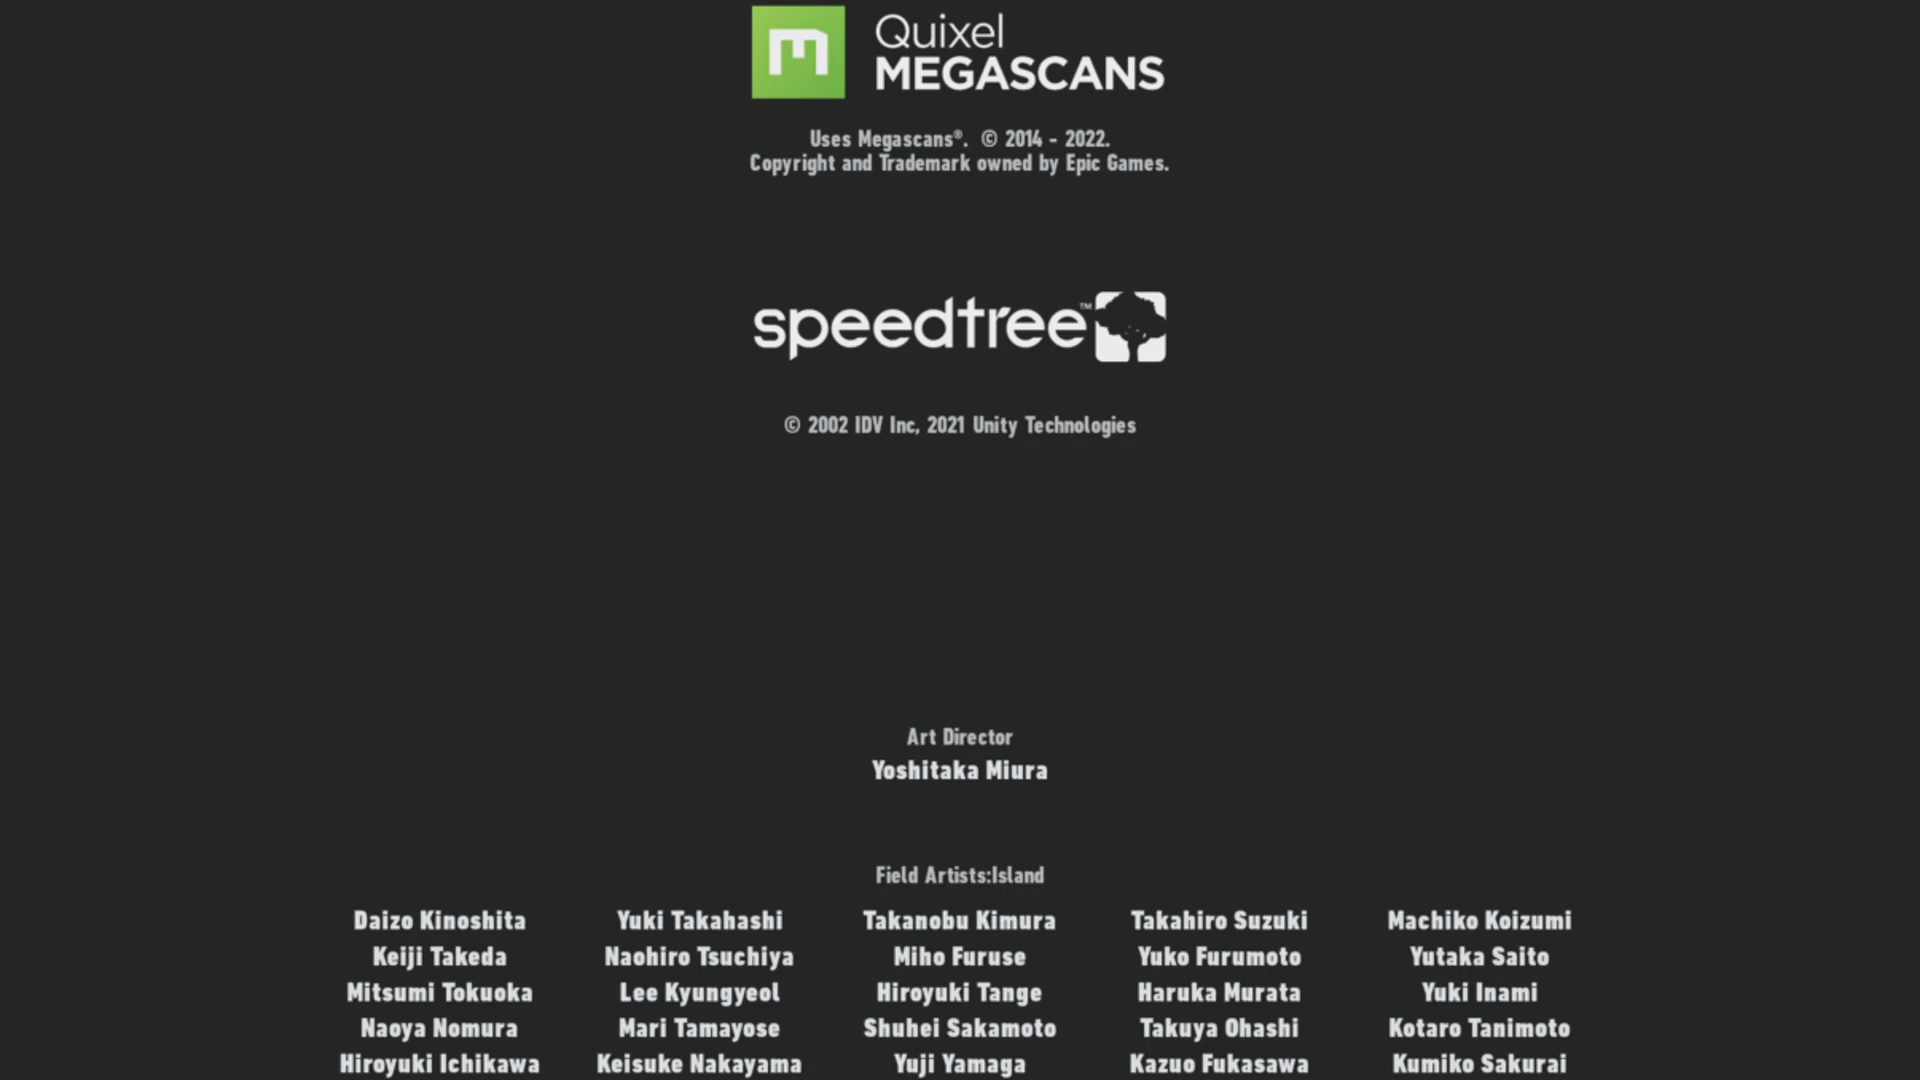 Quixel
MEGASCANS
Uses Megascans®. © 2014 - 2022.
Copyright and Trademark owned by Epic Games.
speedtree™
© 2002 IDV Inc, 2021 Unity Technologies
Art Director
Yoshitaka Miura
Field Artists:Island
Daizo Kinoshita Yuki Takahashi Takanobu Kimura Takahiro Suzuki Machiko Koizumi
Keiji Takeda Naohiro Tsuchiya Miho Furuse Yuko Furumoto Yutaka Saito
Mitsumi Tokuoka Lee Kyungyeol Hiroyuki Tange Haruka Murata Yuki Inami
Naoya Nomura Mari Tamayose Shuhei Sakamoto Takuya Ohashi Kotaro Tanimoto
Hiroyuki Ichikawa Keisuke Nakayama Yuji Yamaga Kazuo Fukasawa Kumiko Sakurai